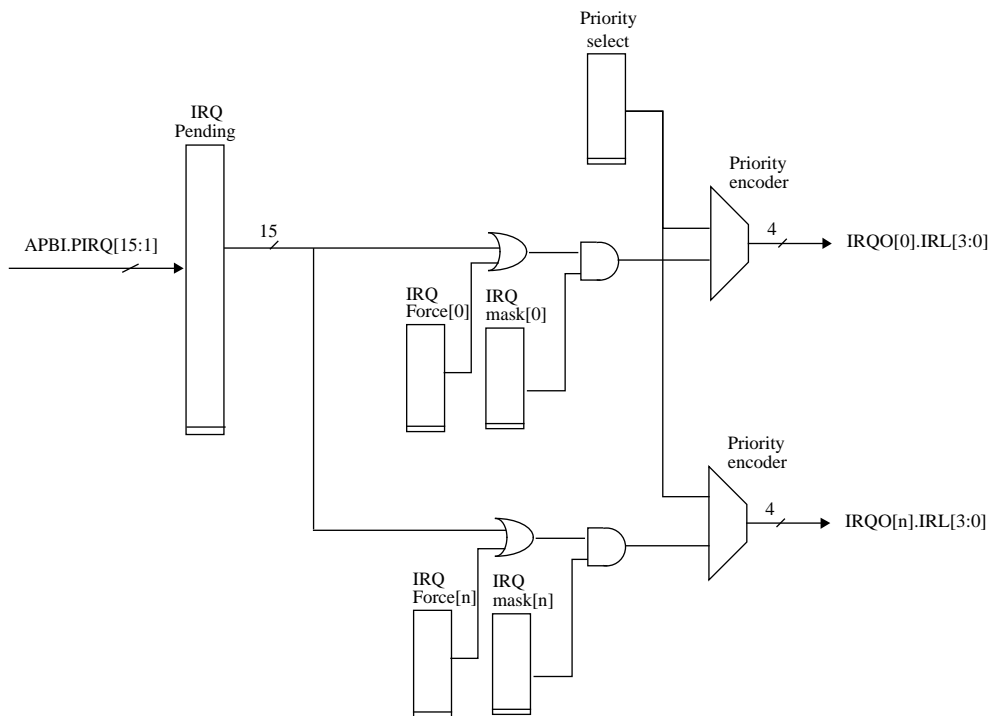 Priority
select
IRQ
Pending
Priority
encoder
APBI.PIRQ[15:1]
15
4
IRQO[0].IRL[3:0]
IRQ
Force[0]
IRQ
mask[0]
Priority
encoder
4
IRQO[n].IRL[3:0]
IRQ
Force[n]
IRQ
mask[n]